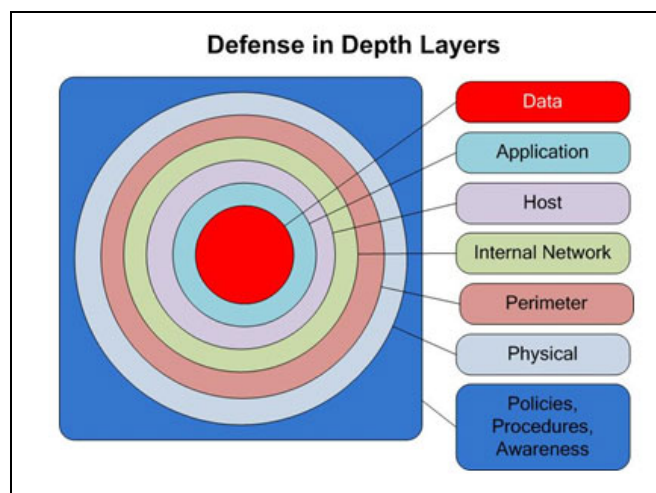 Defense in Depth Layers
Data
Application
Host
Internal Network
Perimeter
Physical
Policies,
Procedures,
Awareness